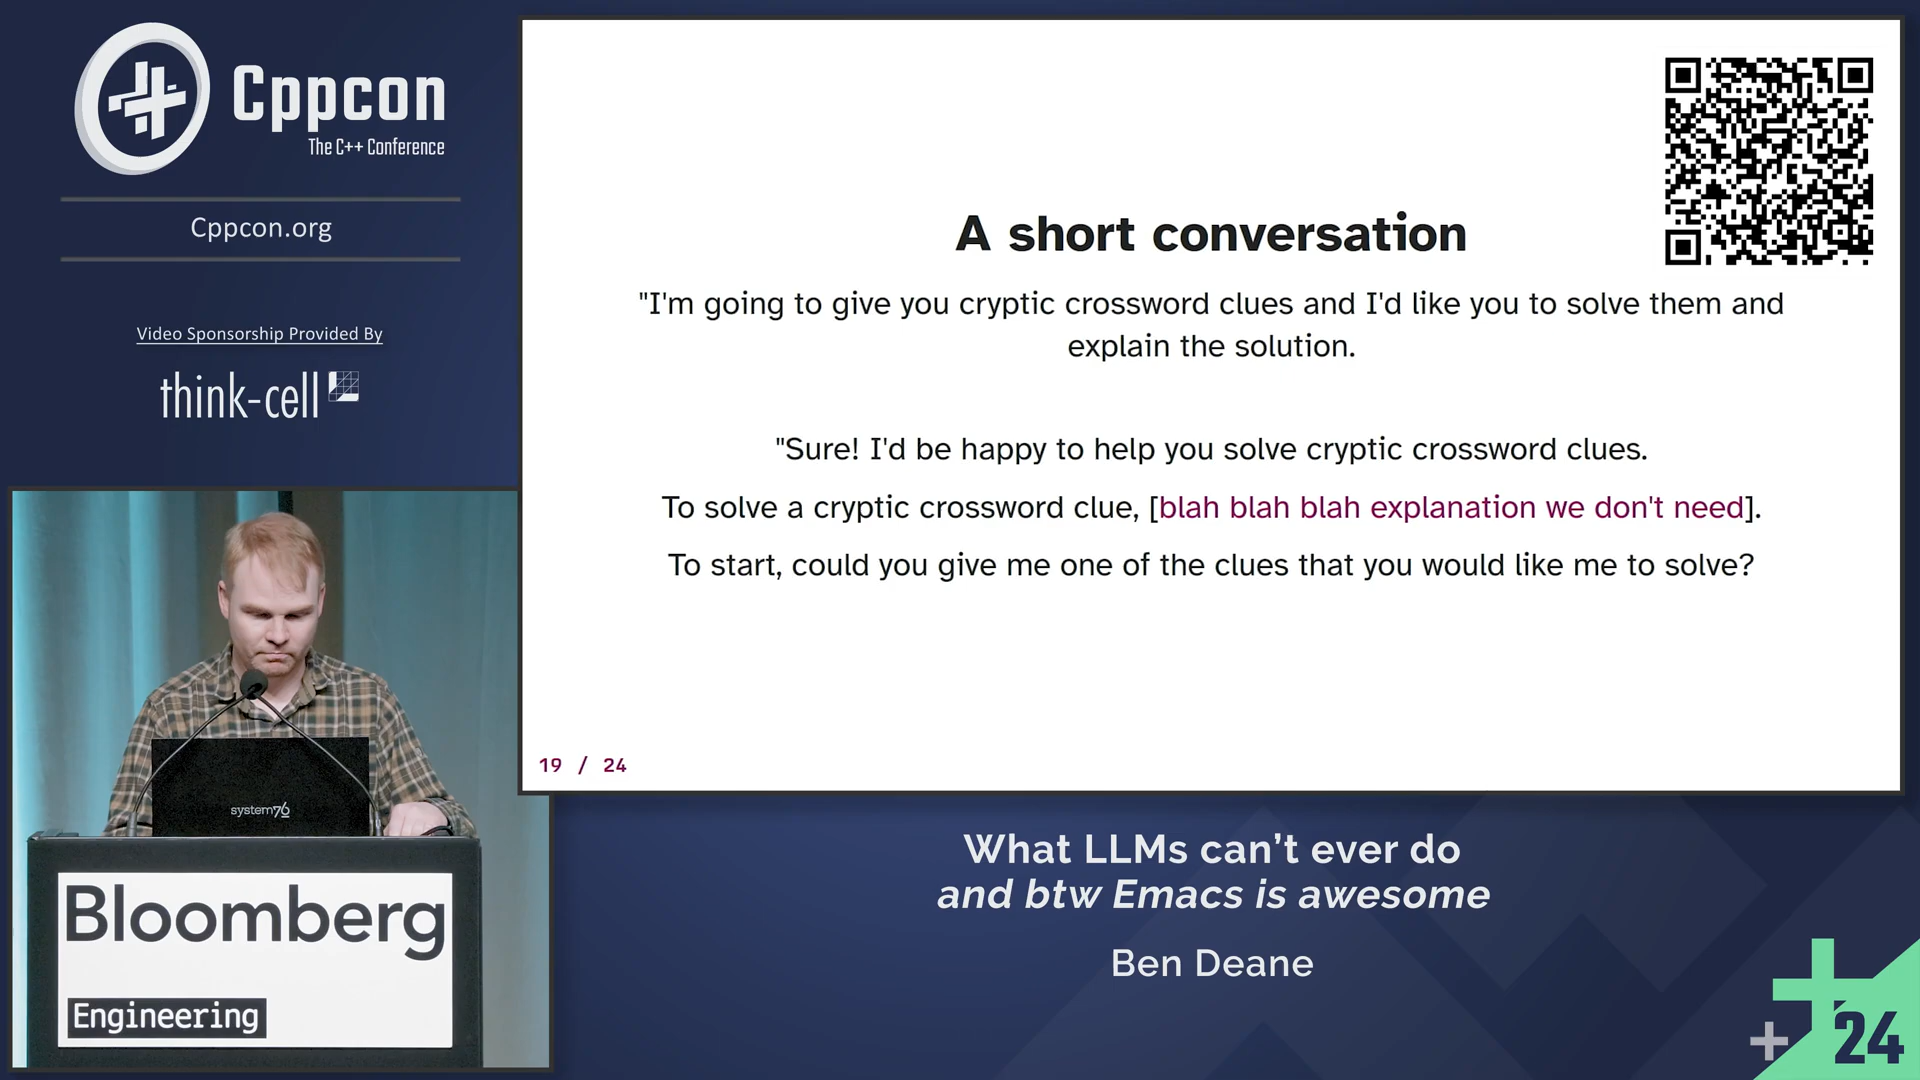 Cppcon
The C++ Conference
Cppcon.org
Video Sponsorship Provided By
think-cell
A short conversation
"I'm going to give you cryptic crossword clues and I'd like you to solve them and
explain the solution.
"Sure! I'd be happy to help you solve cryptic crossword clues.
To solve a cryptic crossword clue, [blah blah blah explanation we don't need].
To start, could you give me one of the clues that you would like me to solve?
19 / 24
system76
Bloomberg
Engineering
What LLMs can’t ever do
and btw Emacs is awesome
Ben Deane
24